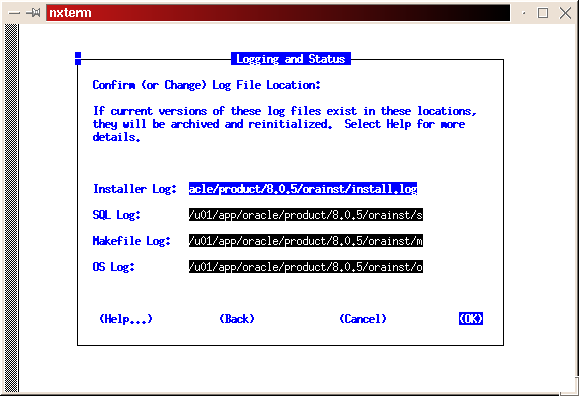 nxterm
Logging and Status
Confirm (or Change) Log File Location:
If current versions of these log files exist in these locations,
they will be archived and reinitialized. Select Help for more
details.
Installer Log: acle/product/8.0.5/orainst/install.log
SQL Log: /u01/app/oracle/product/8.0.5/orainst/s
Makefile Log: /u01/app/oracle/product/8.0.5/orainst/m
OS Log: /u01/app/oracle/product/8.0.5/orainst/o
(Help...) (Back) (Cancel) (OK)